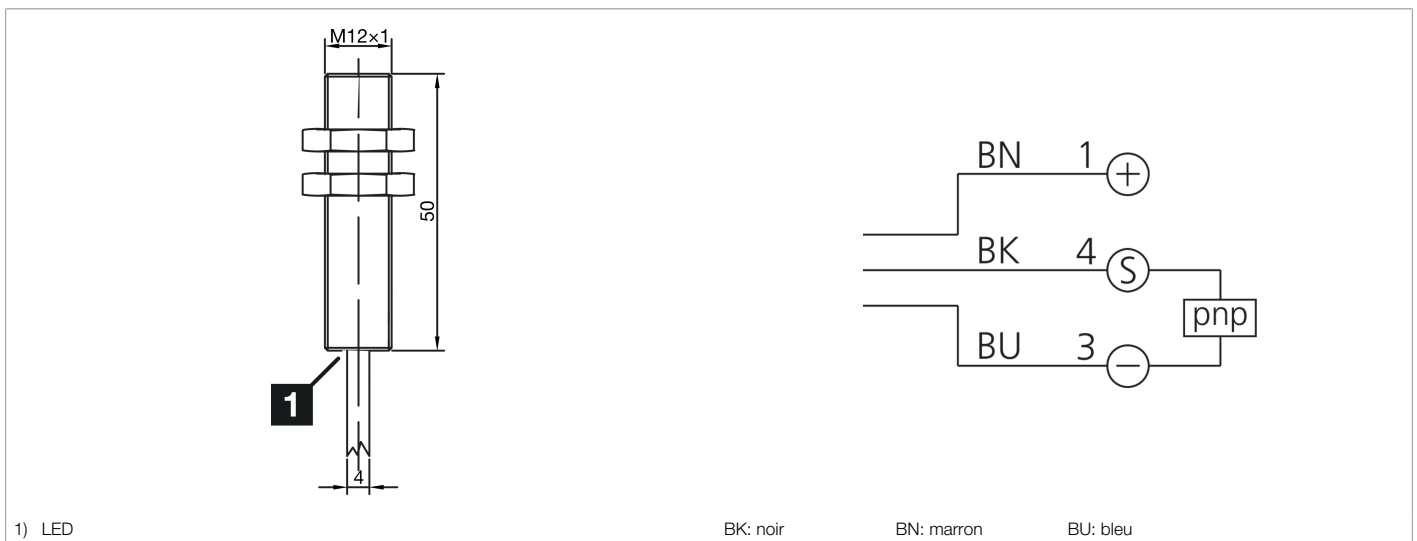 M12×1
50
1
4
BN 1
+
BK 4
S
pnp
BU 3
−
1) LED
BK: noir BN: marron BU: bleu